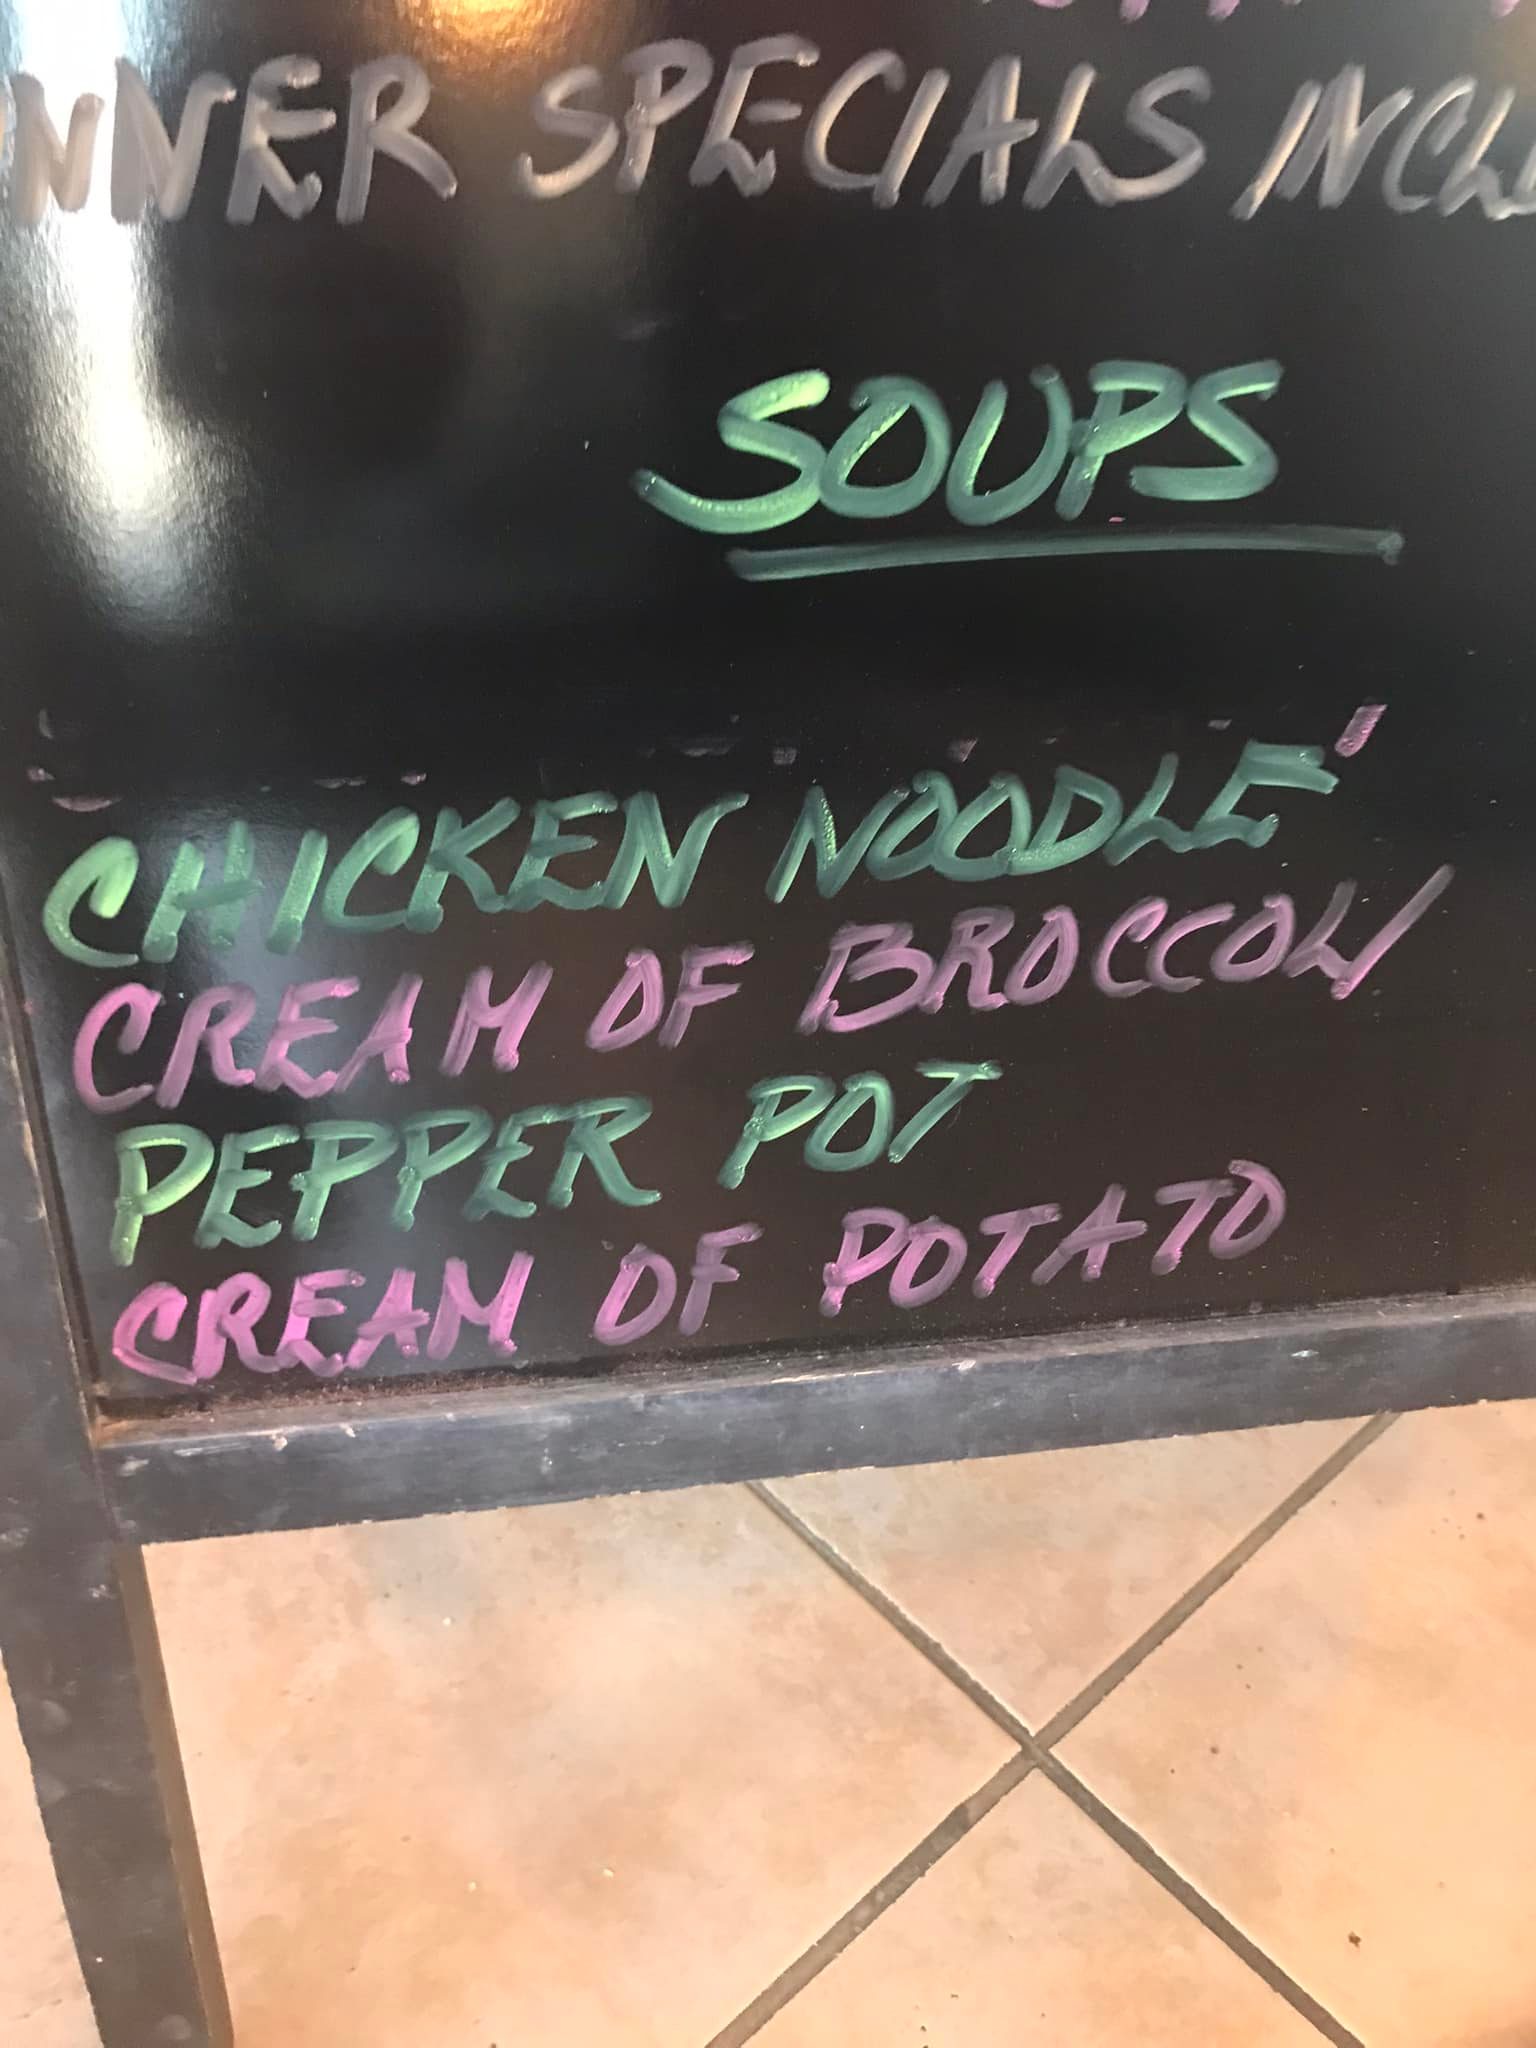 NNER SPECIALS INCL
SOUPS
CHICKEN NOODLE
CREAM OF BROCCOLI
PEPPER POT
CREAM OF POTATO